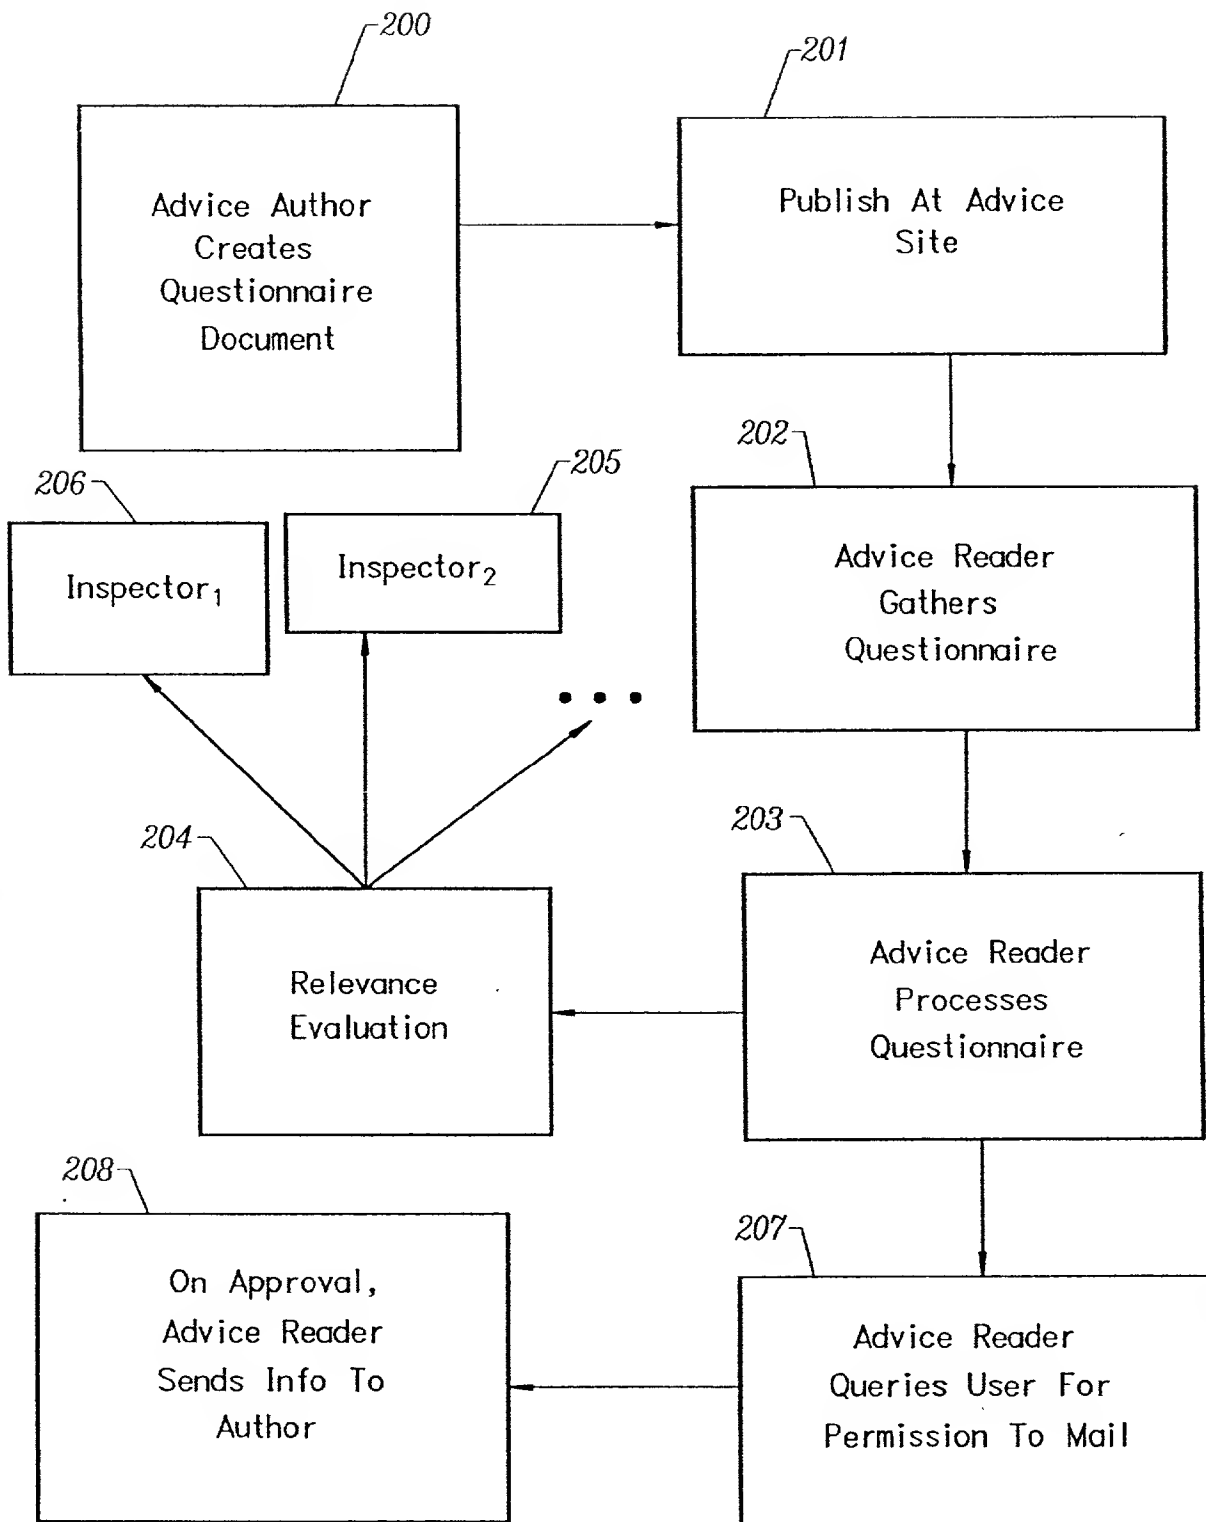 200
Advice Author
Creates
Questionnaire
Document
201
Publish At Advice
Site
202
Advice Reader
Gathers
Questionnaire
206
Inspector1
205
Inspector2
• • •
203
Advice Reader
Processes
Questionnaire
204
Relevance
Evaluation
207
Advice Reader
Queries User For
Permission To Mail
208
On Approval,
Advice Reader
Sends Info To
Author